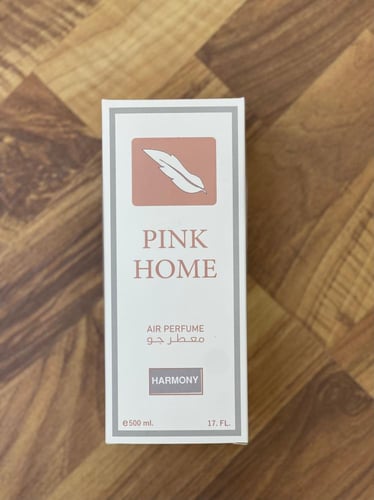 PINK
HOME
AIR PERFUME
معطر جو
HARMONY
℮500 ml.
17. FL.